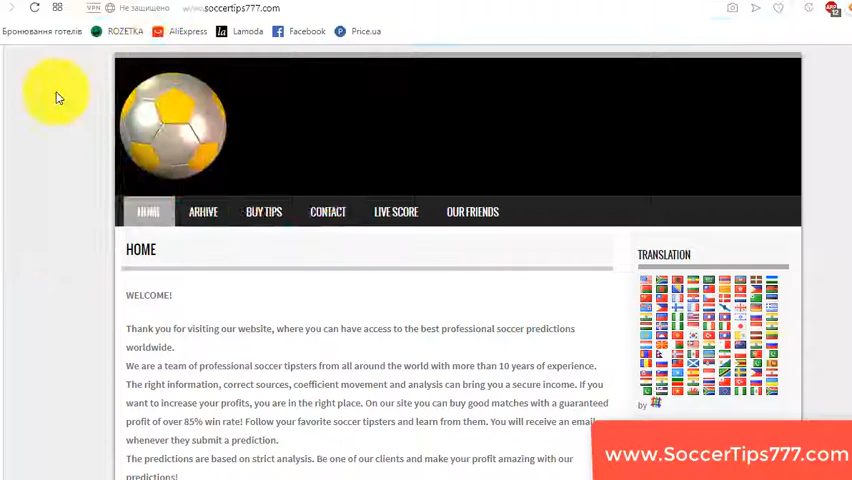 VPN Не защищено www.soccertips777.com
Бронювання готелів ROZETKA AliExpress la Lamoda Facebook P Price.ua
HOME ARHIVE BUY TIPS CONTACT LIVE SCORE OUR FRIENDS
HOME
WELCOME!
Thank you for visiting our website, where you can have access to the best professional soccer predictions
worldwide.
We are a team of professional soccer tipsters from all around the world with more than 10 years of experience.
The right information, correct sources, coefficient movement and analysis can bring you a secure income. If you
want to increase your profits, you are in the right place. On our site you can buy good matches with a guaranteed
profit of over 85% win rate! Follow your favorite soccer tipsters and learn from them. You will receive an email
whenever they submit a prediction.
The predictions are based on strict analysis. Be one of our clients and make your profit amazing with our
predictions!
TRANSLATION
by
www.SoccerTips777.com